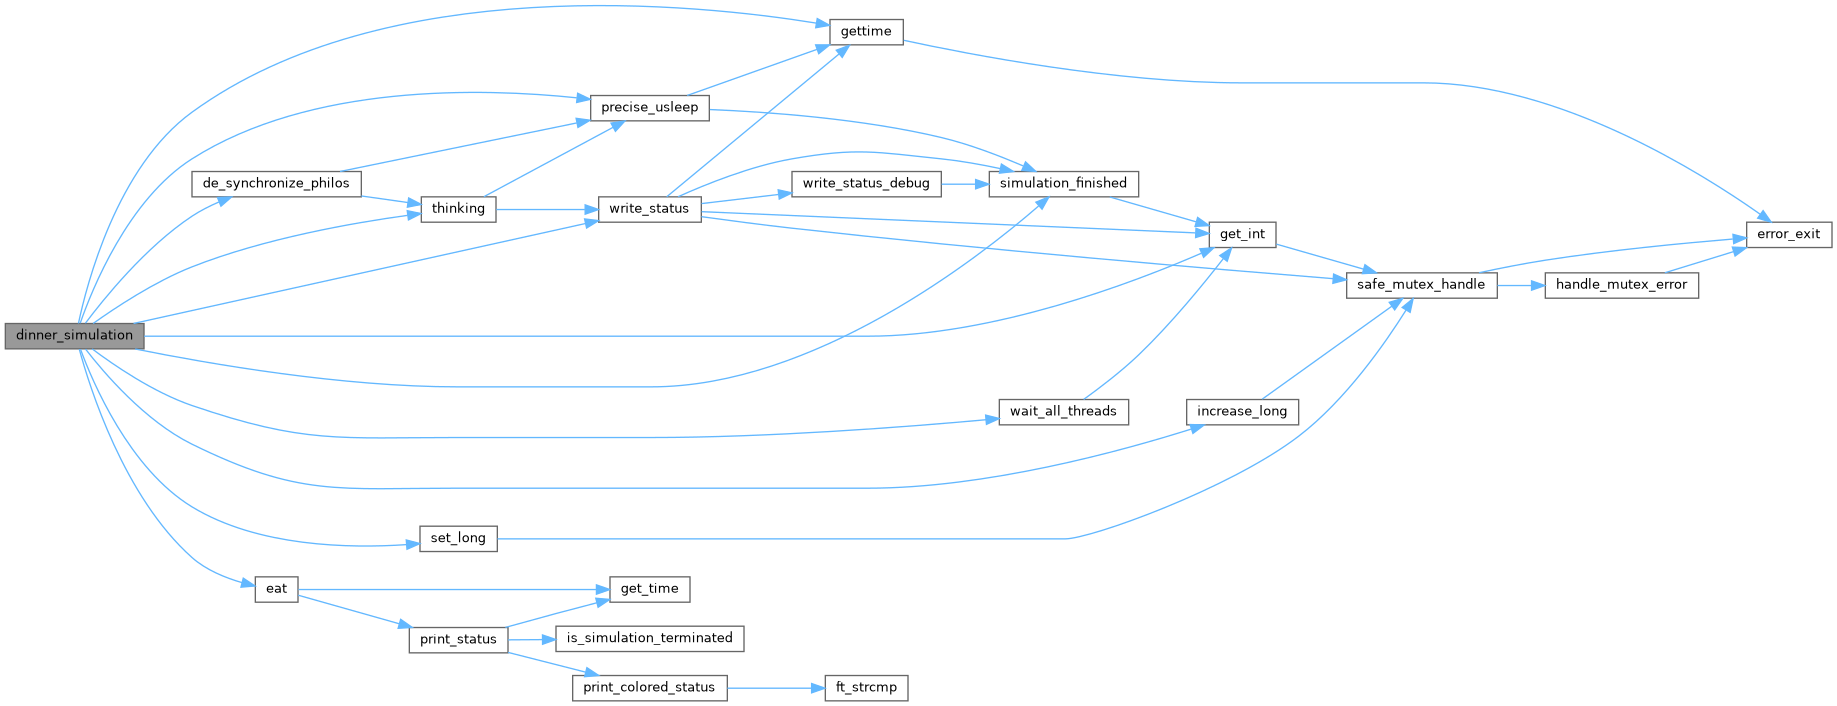 gettime
precise_usleep
de_synchronize_philos
write_status_debug
simulation_finished
thinking
write_status
get_int
error_exit
safe_mutex_handle
handle_mutex_error
dinner_simulation
wait_all_threads
increase_long
set_long
eat
get_time
print_status
is_simulation_terminated
print_colored_status
ft_strcmp